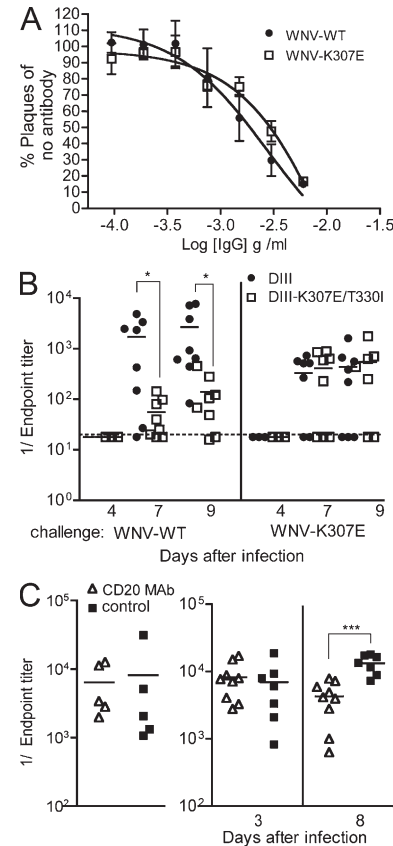 A
120
110
100
90
80
70
60
50
40
30
20
10
0
% Plaques of
no antibody
WNV-WT
WNV-K307E
-4.0 -3.5 -3.0 -2.5 -2.0 -1.5
Log [IgG] g /ml
B
DIII
DIII-K307E/T330I
* *
10⁴
10³
10²
10¹
10⁰
1/ Endpoint titer
4 7 9 4 7 9
challenge: WNV-WT WNV-K307E
Days after infection
C
CD20 MAb
control
***
10⁵ 10⁵
10⁴ 10⁴
10³ 10³
10² 10²
1/ Endpoint titer
3 8
Days after infection